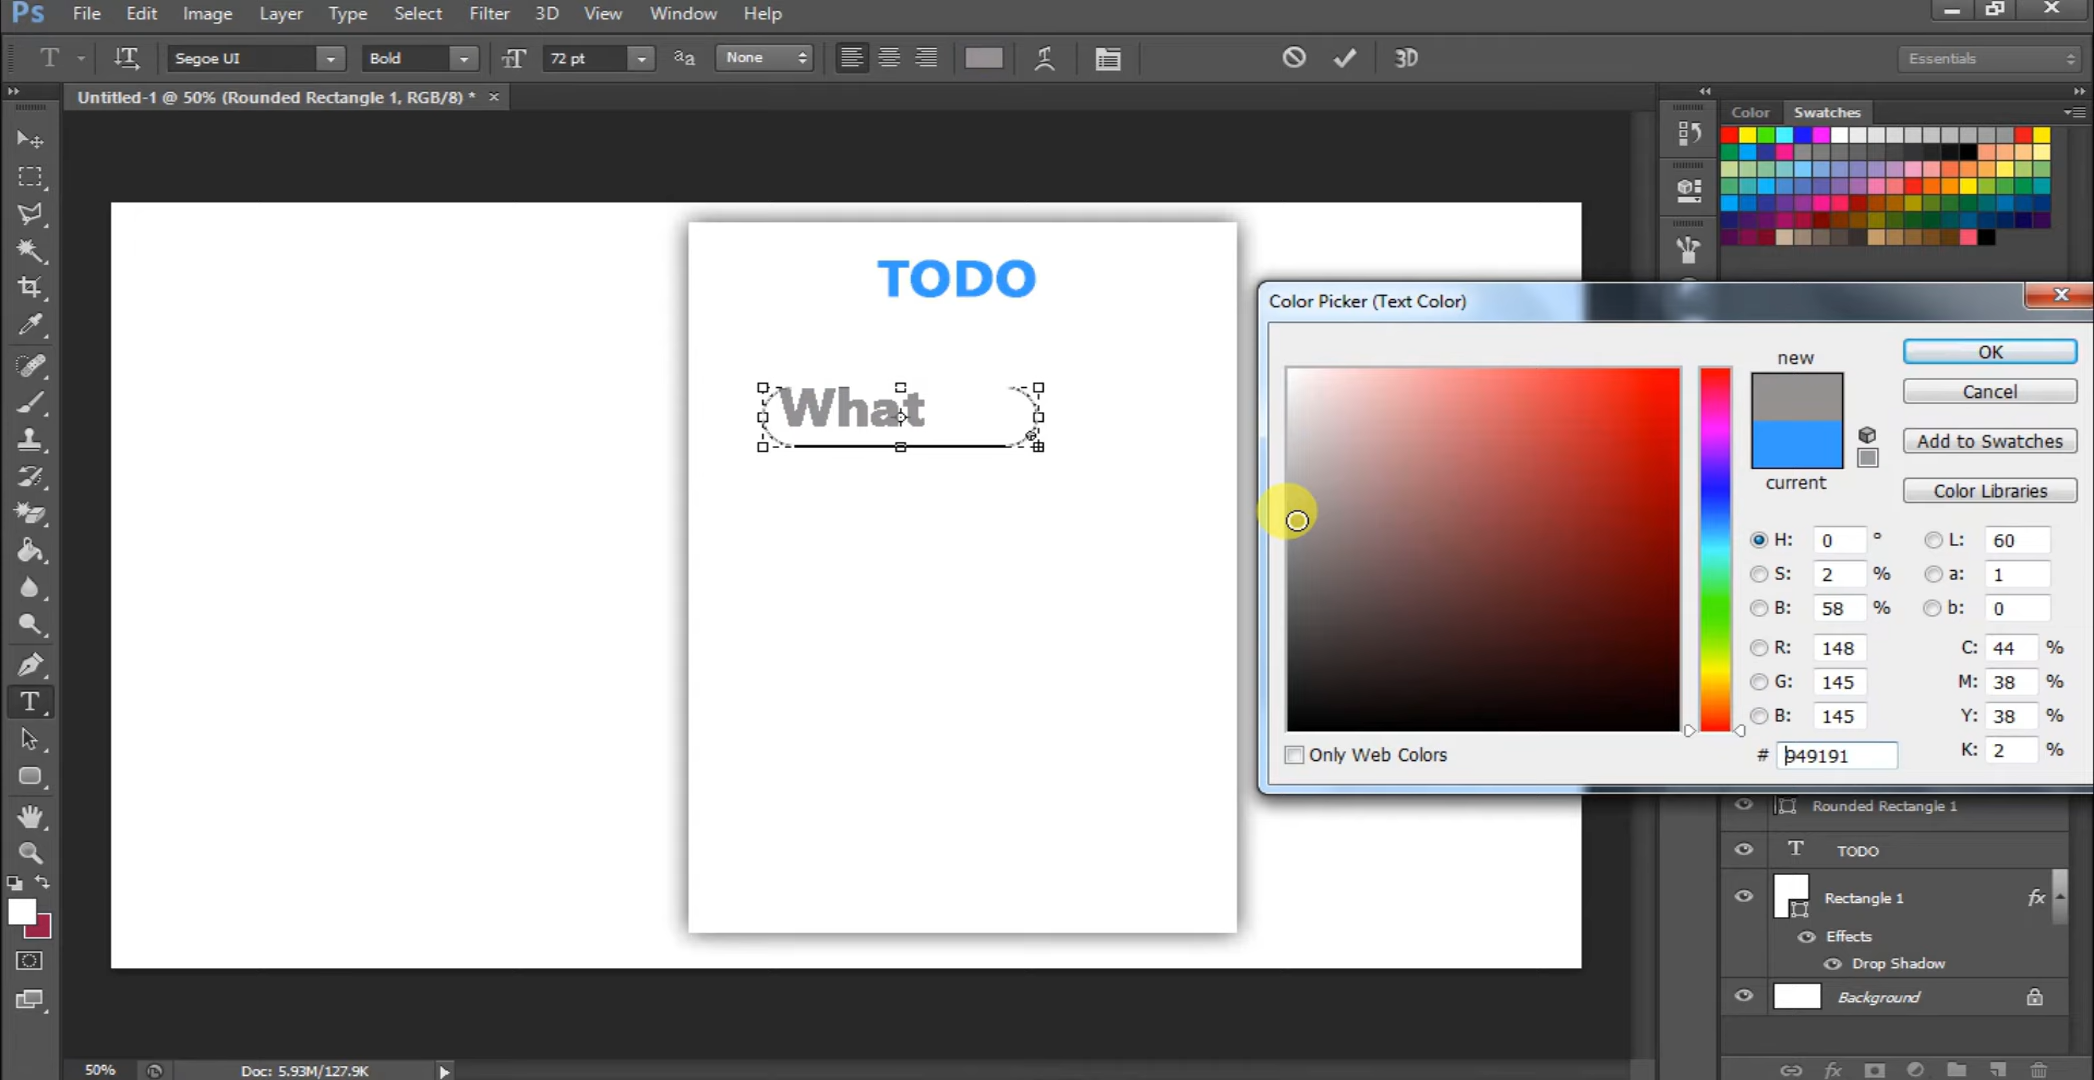 Ps File Edit Image Layer Type Select Filter 3D View Window Help
T Segoe UI Bold 72 pt aa None 3D Essentials
Untitled-1 @ 50% (Rounded Rectangle 1, RGB/8) *
Color Swatches
TODO
What
Color Picker (Text Color)
new
current
OK
Cancel
Add to Swatches
Color Libraries
H: 0 ° L: 60
S: 2 % a: 1
B: 58 % b: 0
R: 148 C: 44 %
G: 145 M: 38 %
B: 145 Y: 38 %
Only Web Colors # 949191 K: 2 %
Rounded Rectangle 1
T TODO
Rectangle 1 fx
Effects
Drop Shadow
Background
50% Doc: 5.93M/127.9K fx